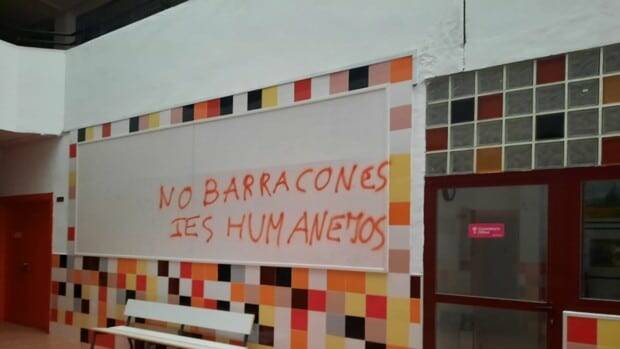 NO BARRACONES
IES HUMANEJOS